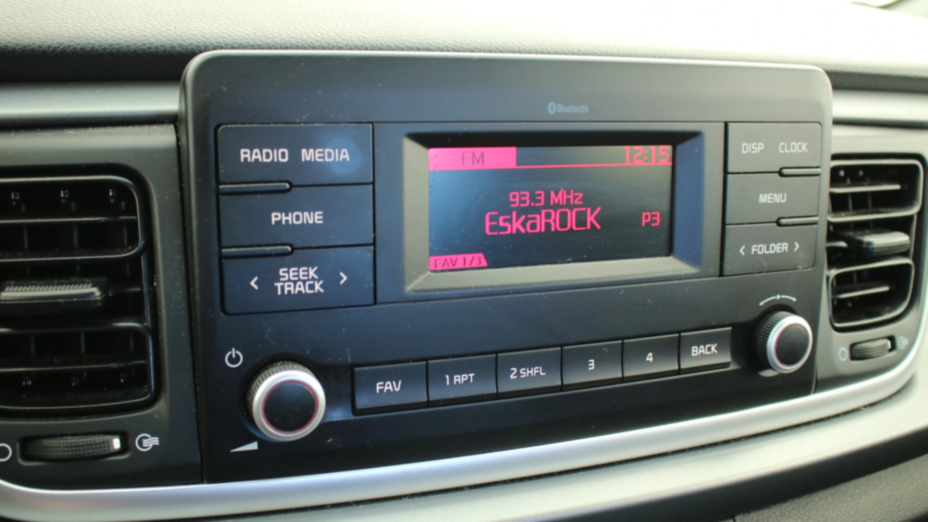 Bluetooth
RADIO MEDIA
PHONE
< SEEK TRACK >
FM 12:15
93.3 MHz
EskaROCK P3
FAV 1/3
DISP CLOCK
MENU
< FOLDER >
FAV 1 RPT 2 SHFL 3 4 BACK